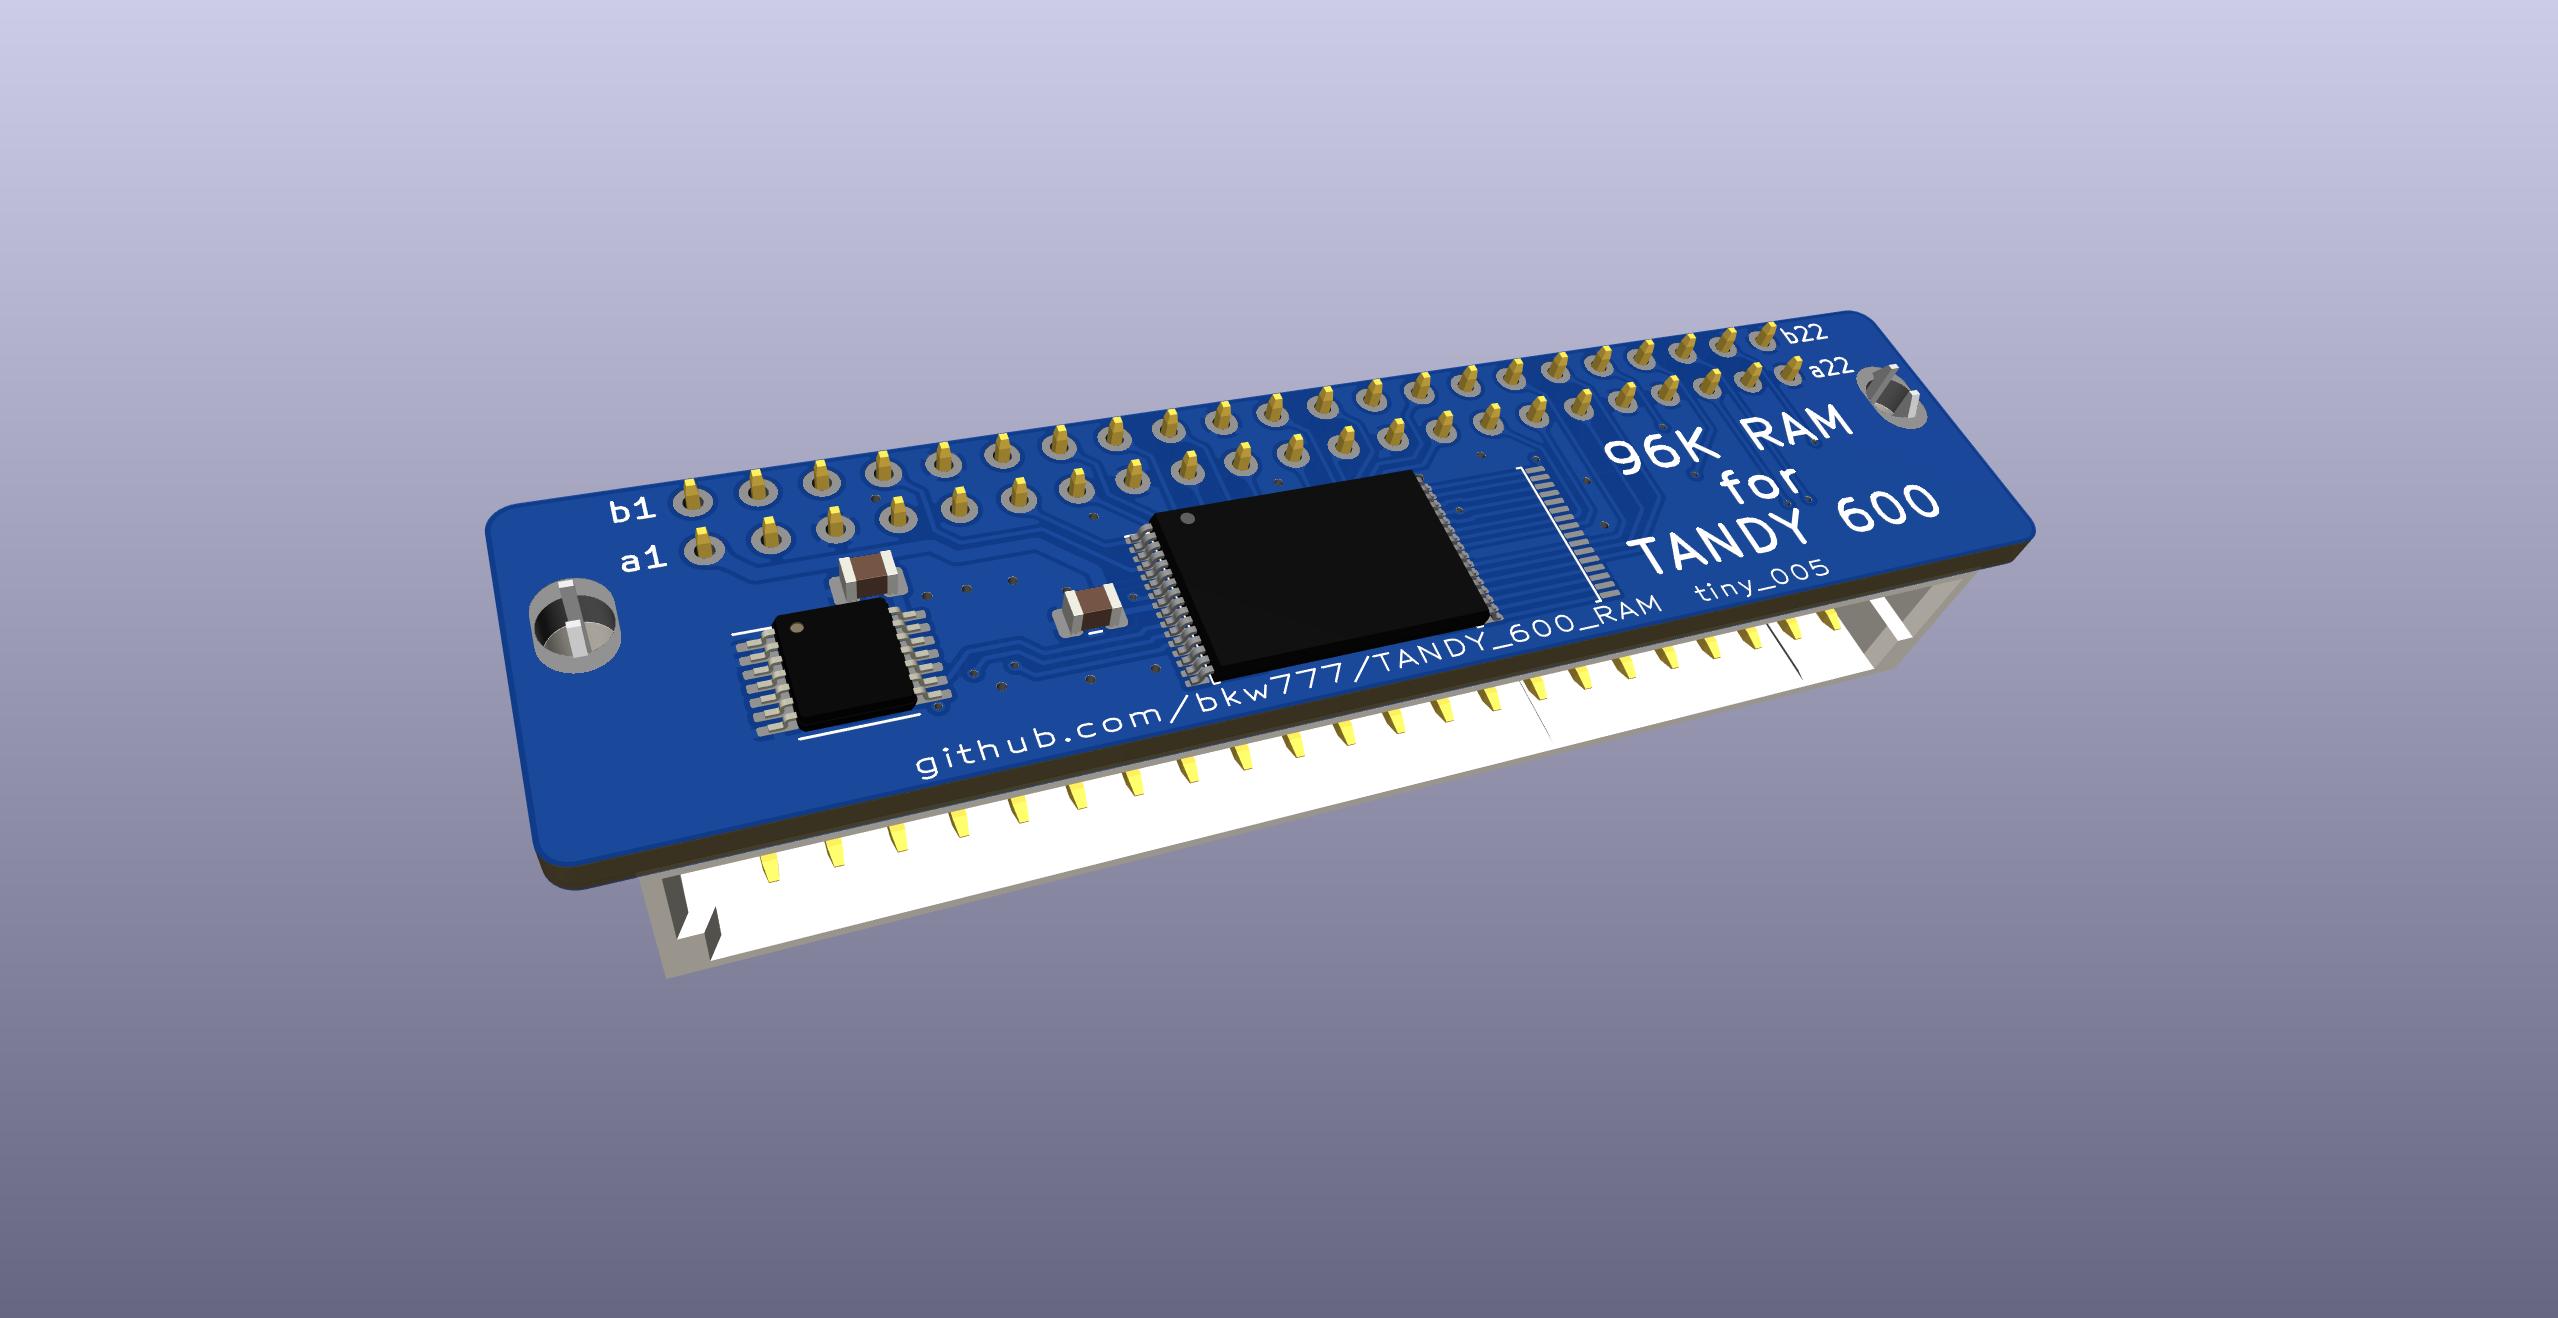 b1
a1
b22
a22
96K RAM
for
TANDY 600
tiny_005
github.com/bkw777/TANDY_600_RAM